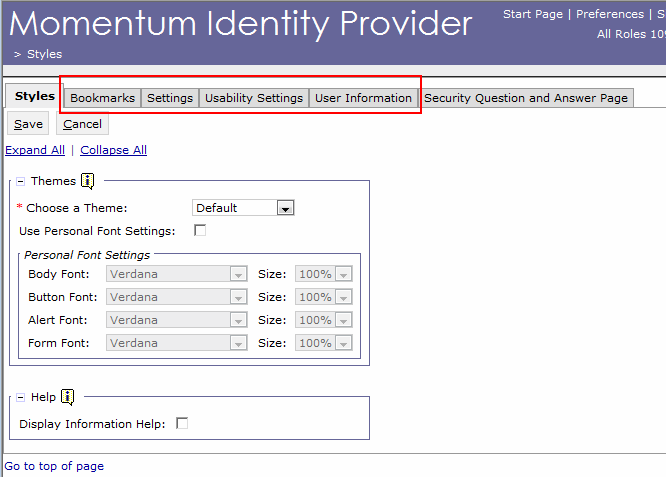 Momentum Identity Provider
Start Page | Preferences | S
All Roles 109
> Styles
Styles Bookmarks Settings Usability Settings User Information Security Question and Answer Page
Save Cancel
Expand All | Collapse All
Themes
* Choose a Theme: Default
Use Personal Font Settings:
Personal Font Settings
Body Font: Verdana Size: 100%
Button Font: Verdana Size: 100%
Alert Font: Verdana Size: 100%
Form Font: Verdana Size: 100%
Help
Display Information Help:
Go to top of page